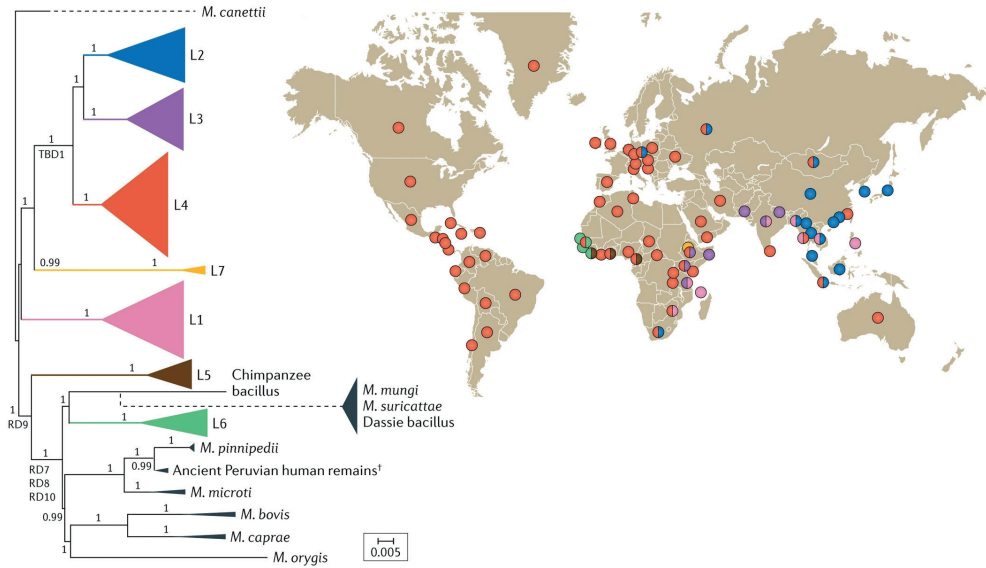 M. canettii
1
L2
1
1
L3
TBD1
1
L4
1
0.99
1
L7
1
L1
1
L5
Chimpanzee
bacillus
M. mungi
M. suricattae
Dassie bacillus
1
RD9
1
L6
1
M. pinnipedii
1
0.99
Ancient Peruvian human remains†
RD7
RD8
RD10
1
1
M. microti
0.99
1
1
M. bovis
1
M. caprae
1
M. orygis
0.005